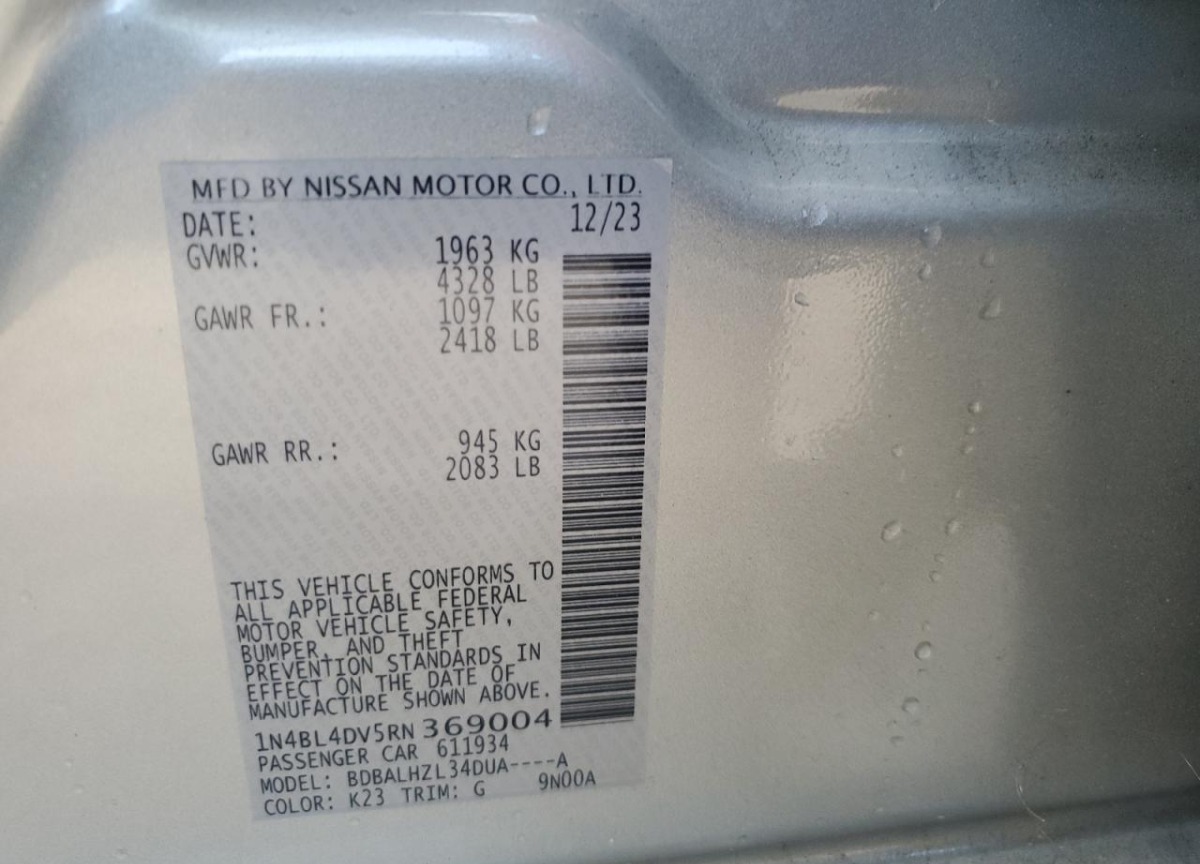 MFD BY NISSAN MOTOR CO., LTD.
DATE: 12/23
GVWR: 1963 KG
4328 LB
GAWR FR.: 1097 KG
2418 LB
GAWR RR.: 945 KG
2083 LB
THIS VEHICLE CONFORMS TO
ALL APPLICABLE FEDERAL
MOTOR VEHICLE SAFETY,
BUMPER, AND THEFT
PREVENTION STANDARDS IN
EFFECT ON THE DATE OF
MANUFACTURE SHOWN ABOVE.
1N4BL4DV5RN369004
PASSENGER CAR 611934
MODEL: BDBALHZL34DUA----A
COLOR: K23 TRIM: G 9N00A